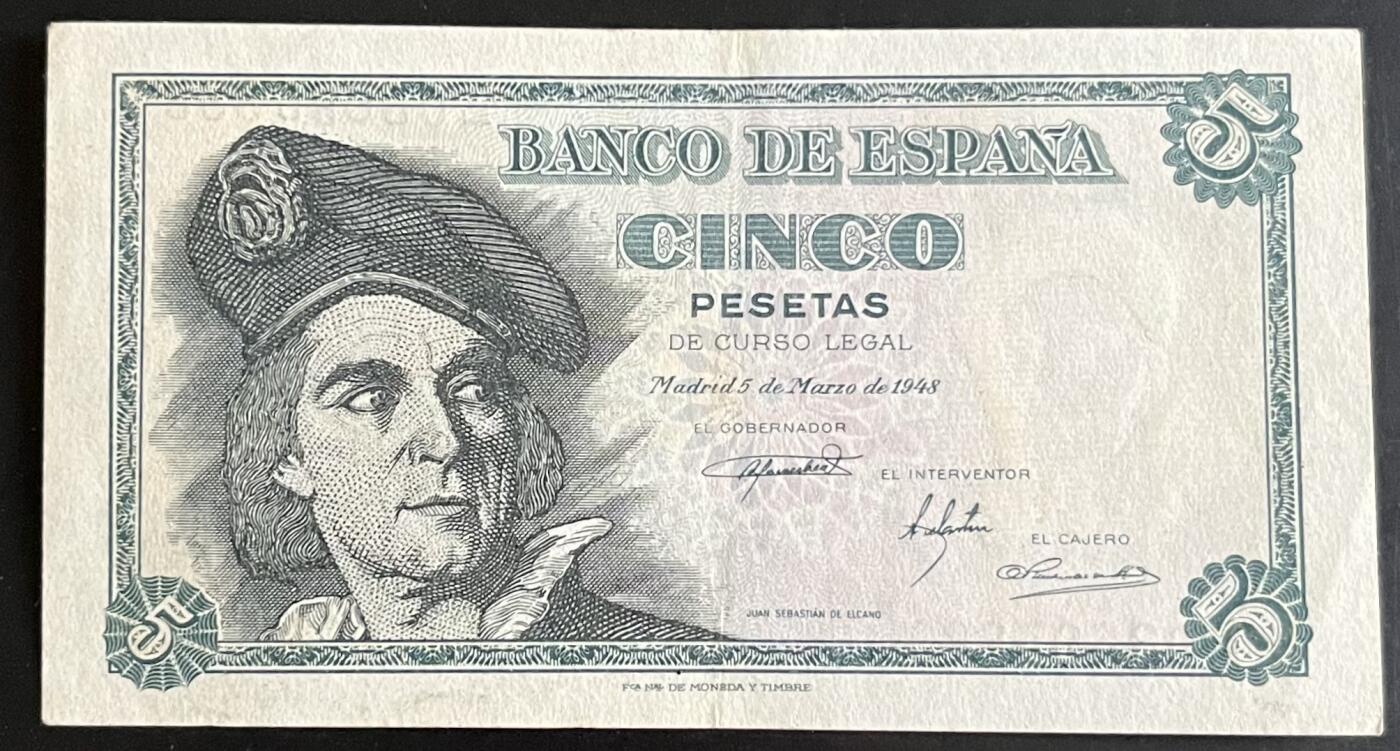 BANCO DE ESPAÑA
5
CINCO
PESETAS
DE CURSO LEGAL
Madrid 5 de Marzo de 1948
EL GOBERNADOR
EL INTERVENTOR
EL CAJERO
JUAN SEBASTIÁN DE ELCANO
5
5
FCA NAL DE MONEDA Y TIMBRE